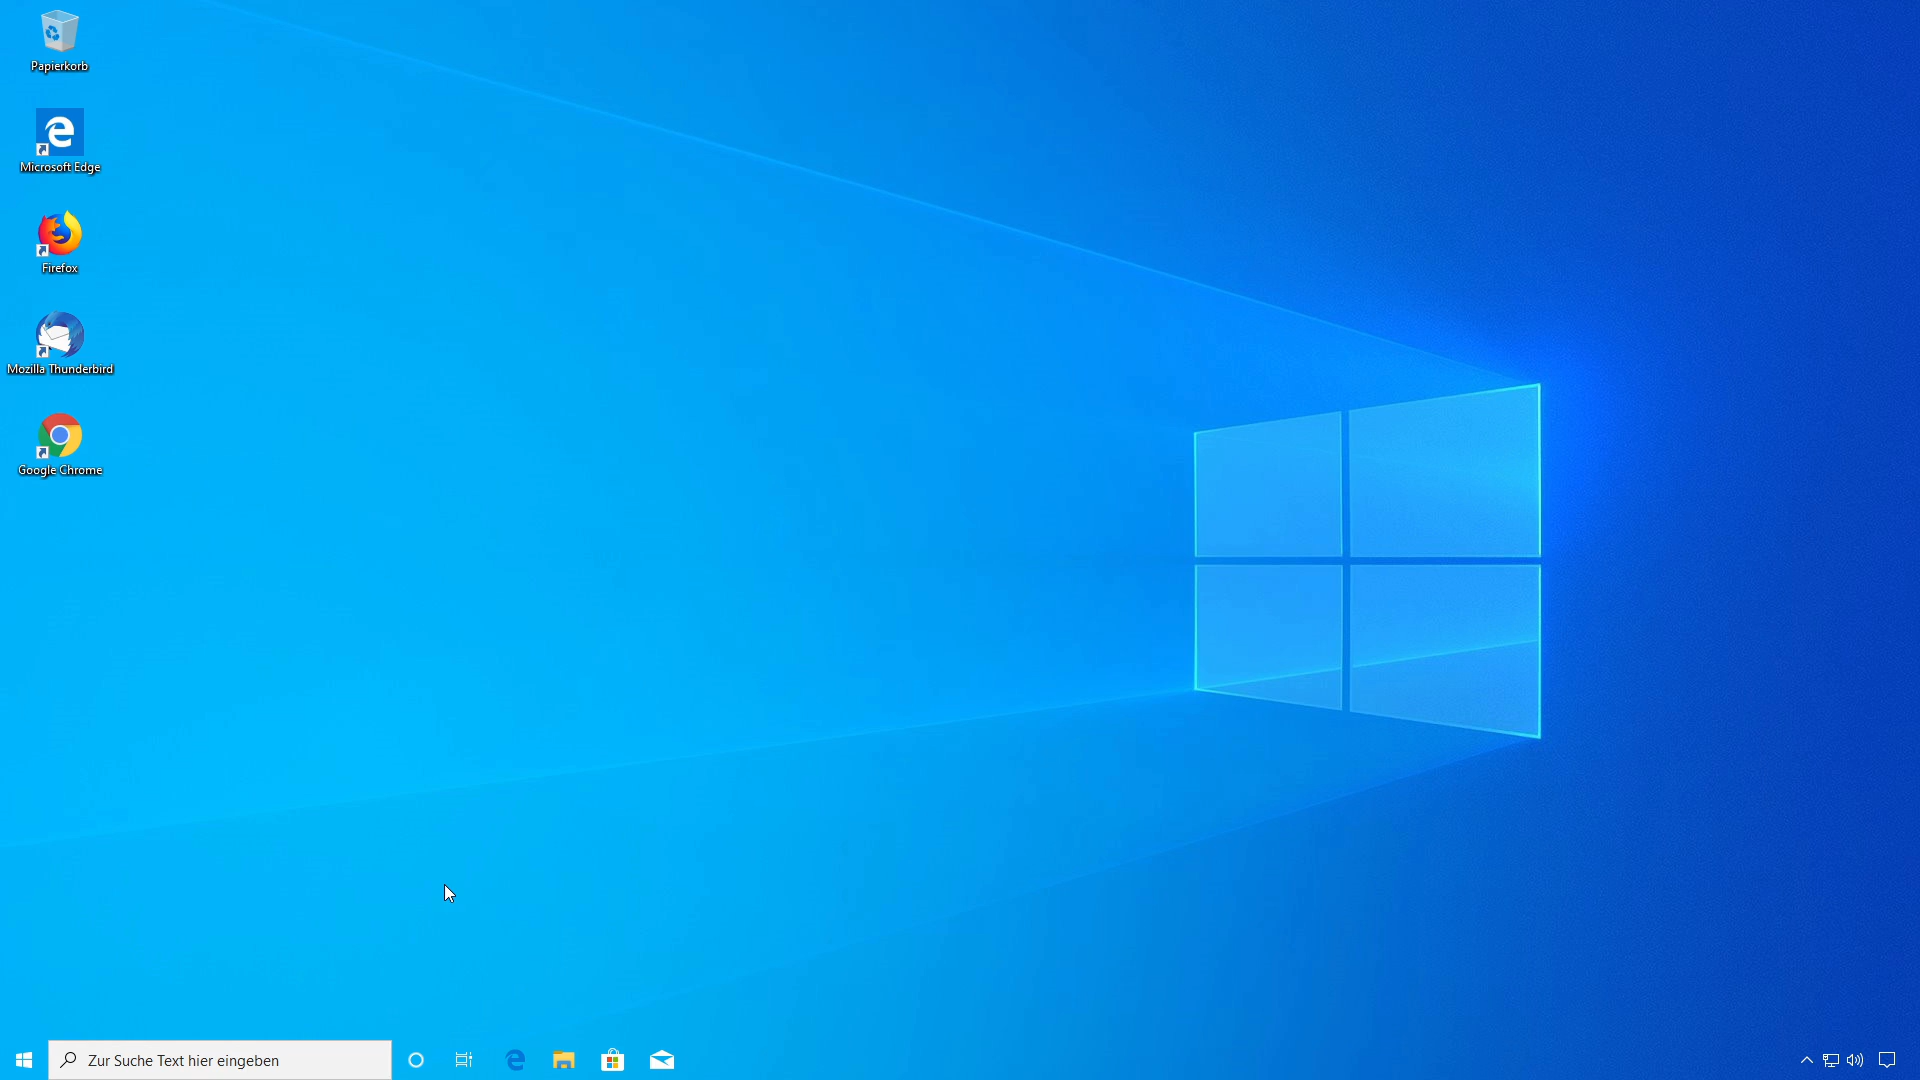 Papierkorb
Microsoft Edge
Firefox
Mozilla Thunderbird
Google Chrome
Zur Suche Text hier eingeben